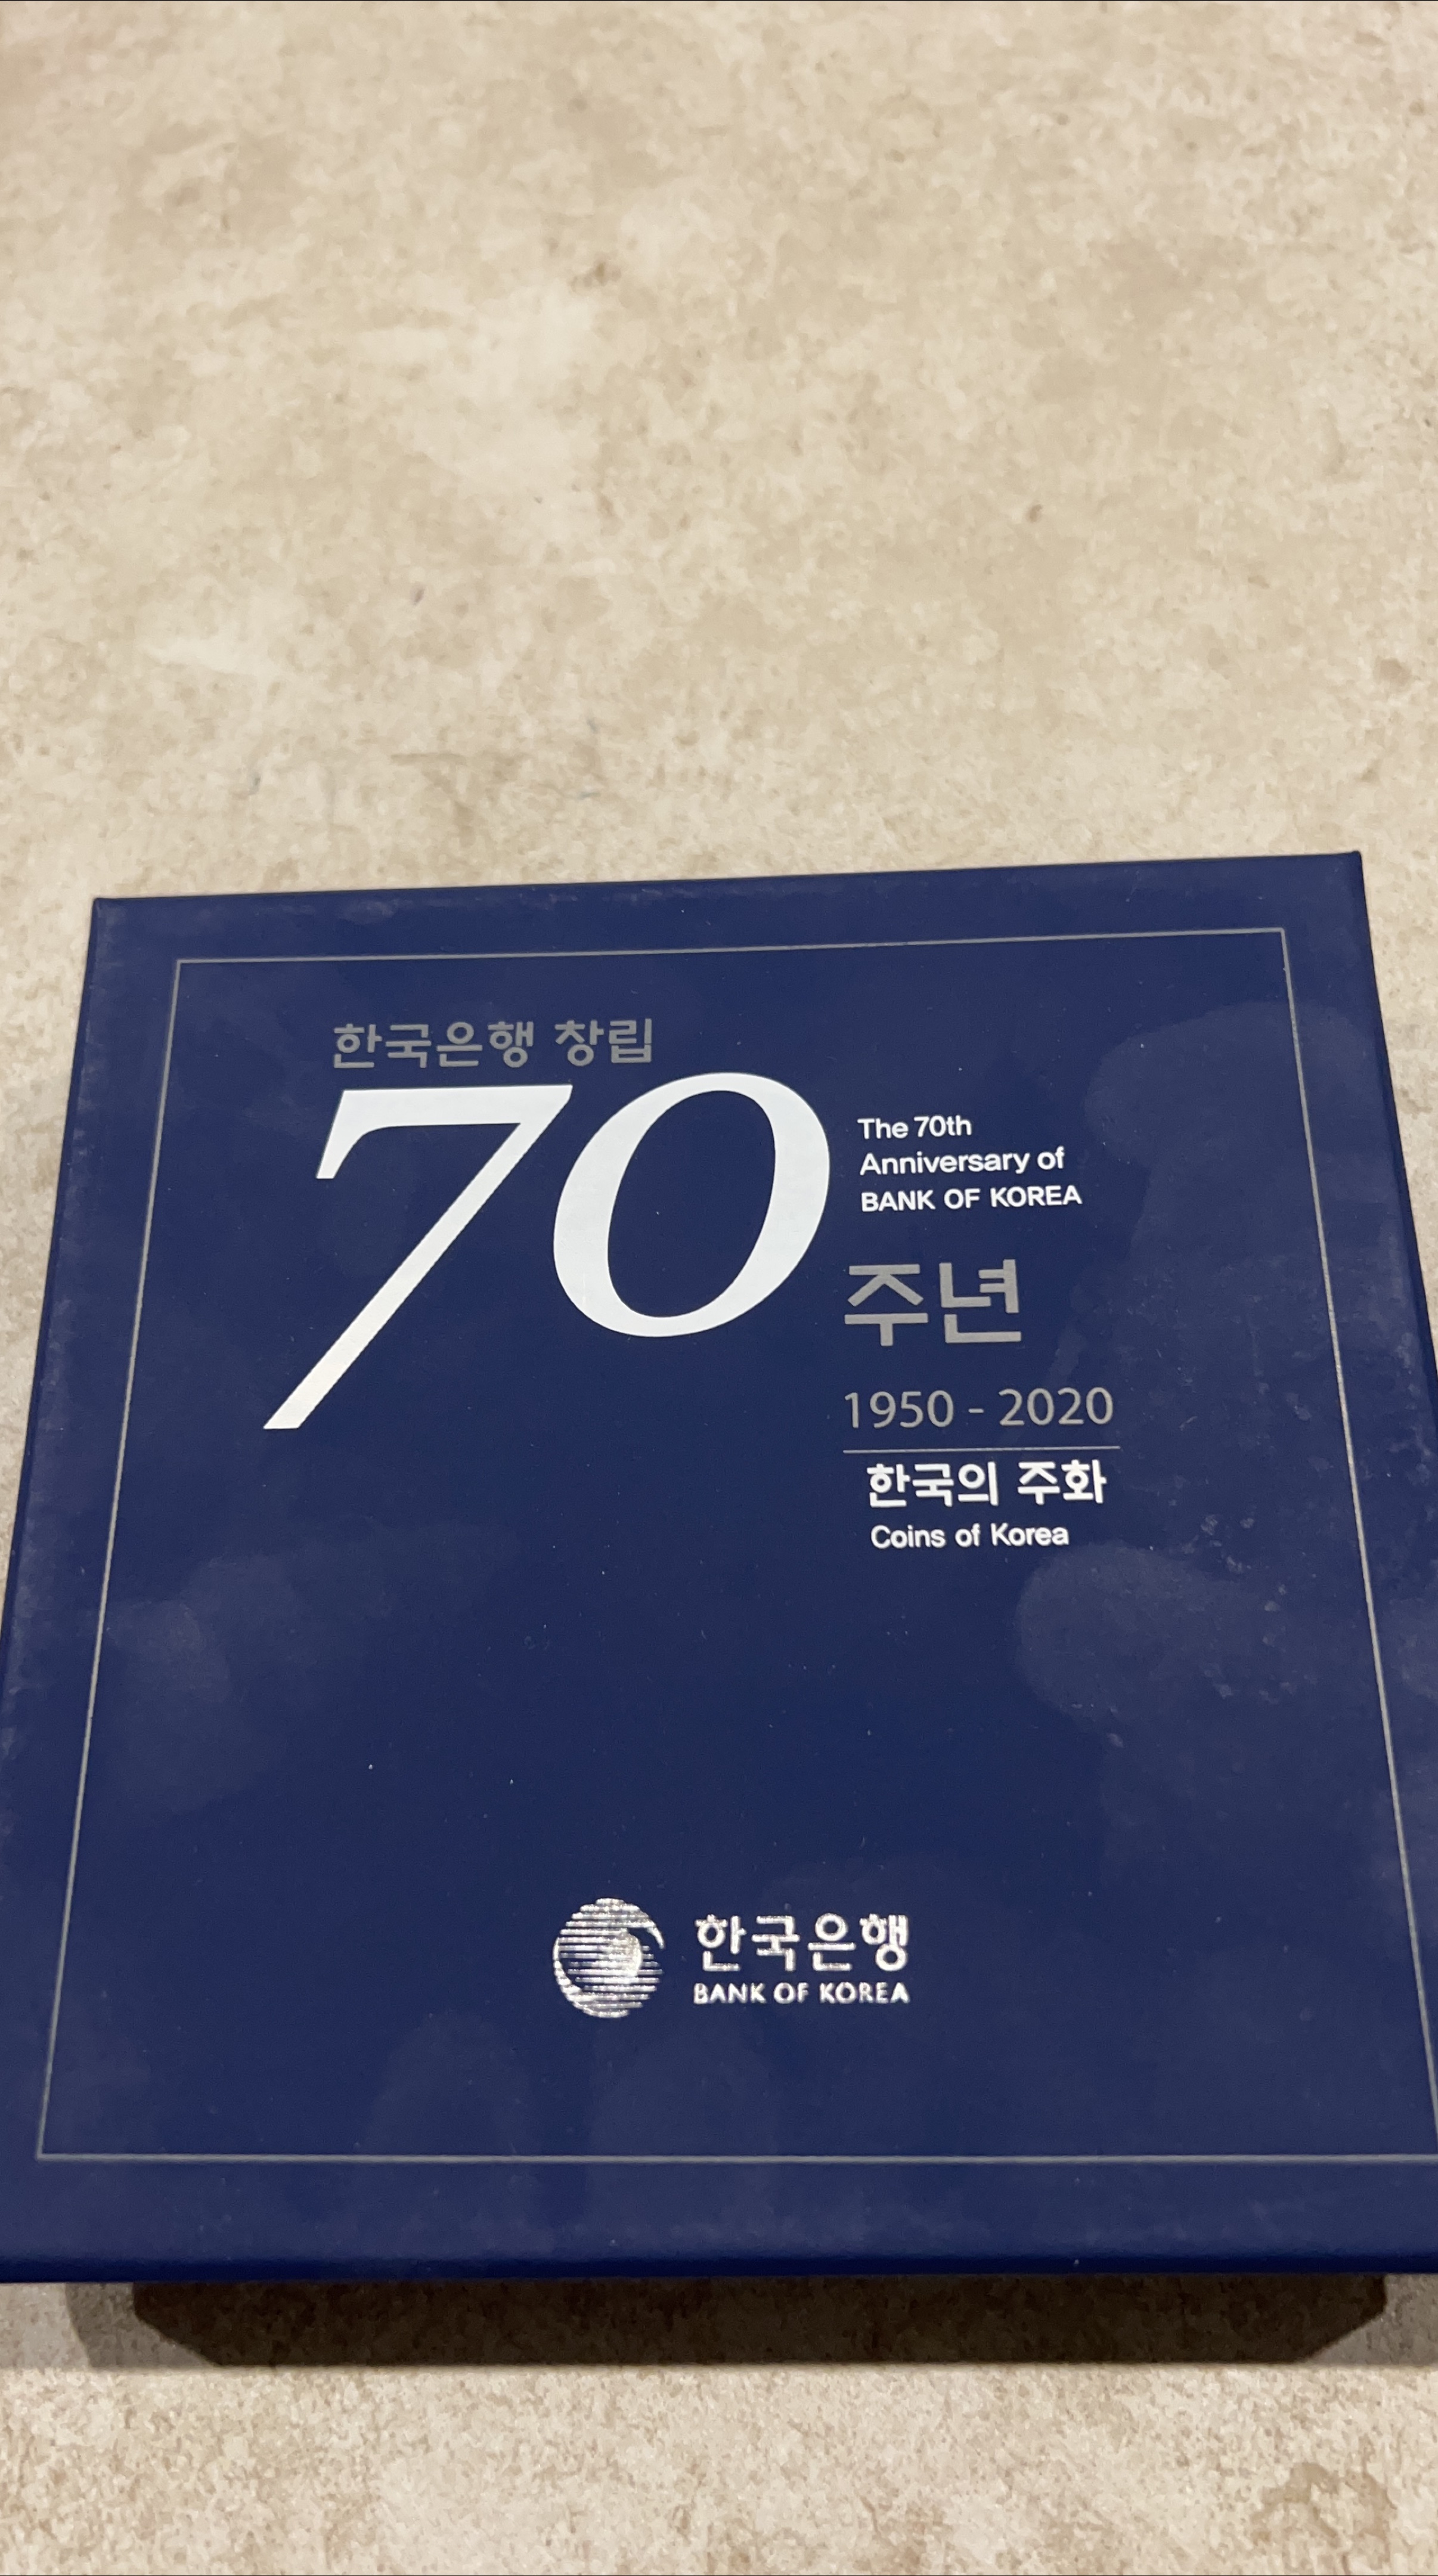 한국은행 창립
70
The 70th
Anniversary of
BANK OF KOREA
주년
1950 - 2020
한국의 주화
Coins of Korea
한국은행
BANK OF KOREA